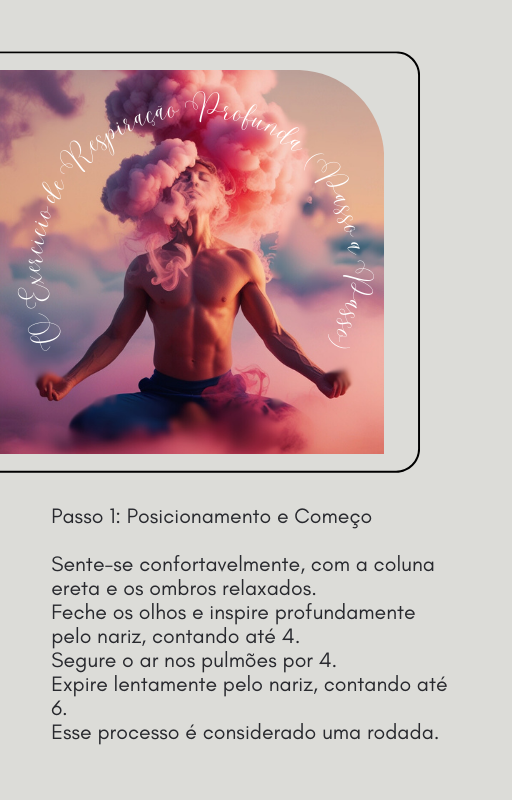 O Exercício de Respiração Profunda (Passo a Passo)
Passo 1: Posicionamento e Começo
Sente-se confortavelmente, com a coluna
ereta e os ombros relaxados.
Feche os olhos e inspire profundamente
pelo nariz, contando até 4.
Segure o ar nos pulmões por 4.
Expire lentamente pelo nariz, contando até
6.
Esse processo é considerado uma rodada.